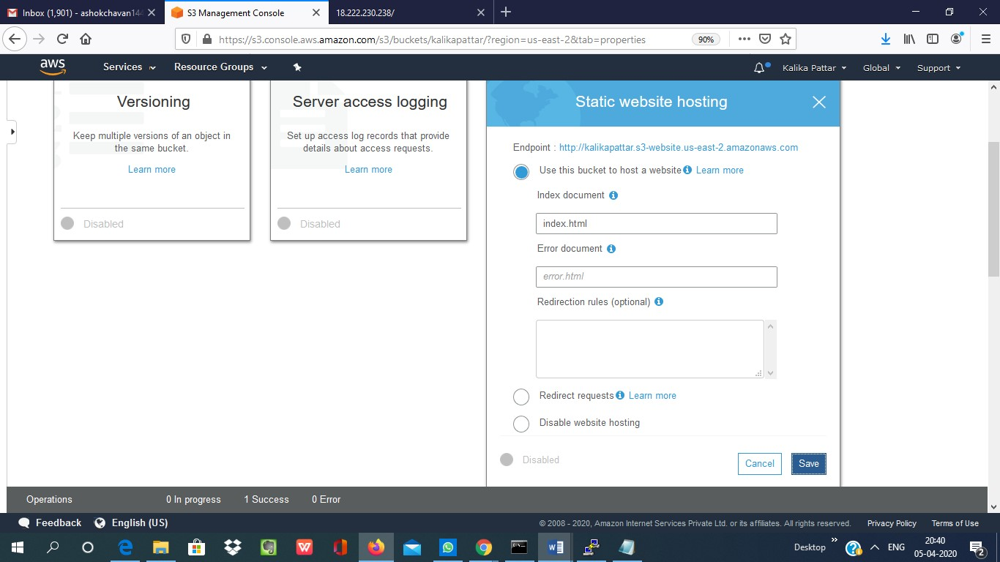 Inbox (1,901) - ashokchavan144
S3 Management Console
18.222.230.238/
https://s3.console.aws.amazon.com/s3/buckets/kalikapattar/?region=us-east-2&tab=properties
90%
aws
Services
Resource Groups
Kalika Pattar
Global
Support
Versioning
Keep multiple versions of an object in
the same bucket.
Learn more
Disabled
Server access logging
Set up access log records that provide
details about access requests.
Learn more
Disabled
Static website hosting
Endpoint : http://kalikapattar.s3-website.us-east-2.amazonaws.com
Use this bucket to host a website Learn more
Index document
index.html
Error document
error.html
Redirection rules (optional)
Redirect requests Learn more
Disable website hosting
Disabled
Cancel
Save
Operations
0 In progress
1 Success
0 Error
Feedback
English (US)
© 2008 - 2020, Amazon Internet Services Private Ltd. or its affiliates. All rights reserved.
Privacy Policy
Terms of Use
Desktop
ENG
20:40
05-04-2020
2